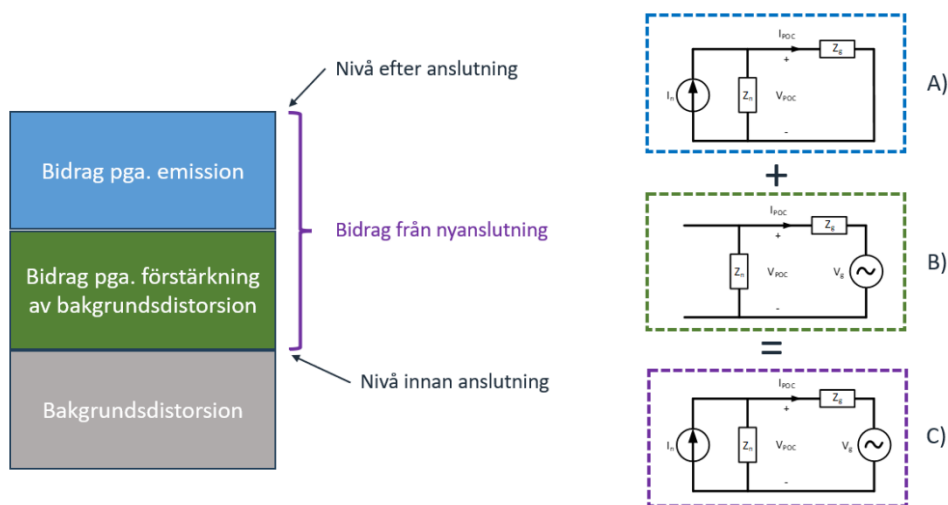 Nivå efter anslutning
Bidrag pga. emission
Bidrag från nyanslutning
Bidrag pga. förstärkning
av bakgrundsdistorsion
Nivå innan anslutning
Bakgrundsdistorsion
I_POC
Z_g
+
I_n
Z_n
V_POC
-
A)
+
I_POC
Z_g
+
Z_n
V_POC
V_g
-
B)
=
I_POC
Z_g
+
I_n
Z_n
V_POC
V_g
-
C)